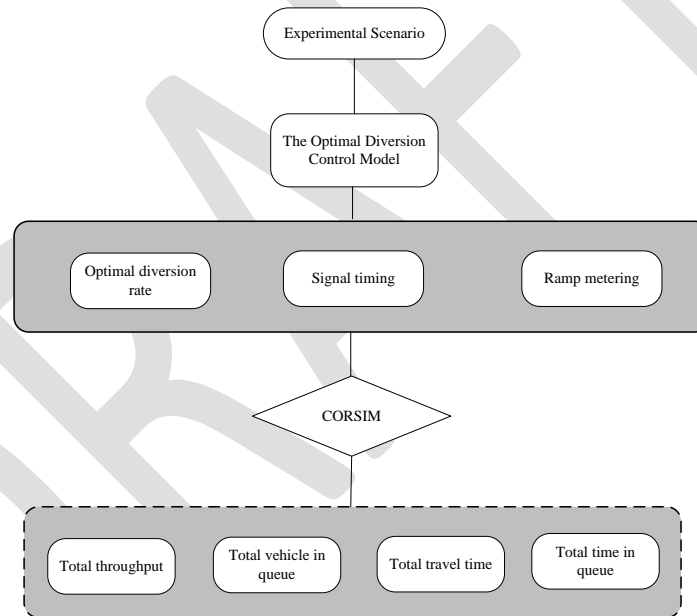 Experimental Scenario
The Optimal Diversion
Control Model
Optimal diversion
rate
Signal timing
Ramp metering
CORSIM
Total throughput
Total vehicle in
queue
Total travel time
Total time in
queue
DRAFT